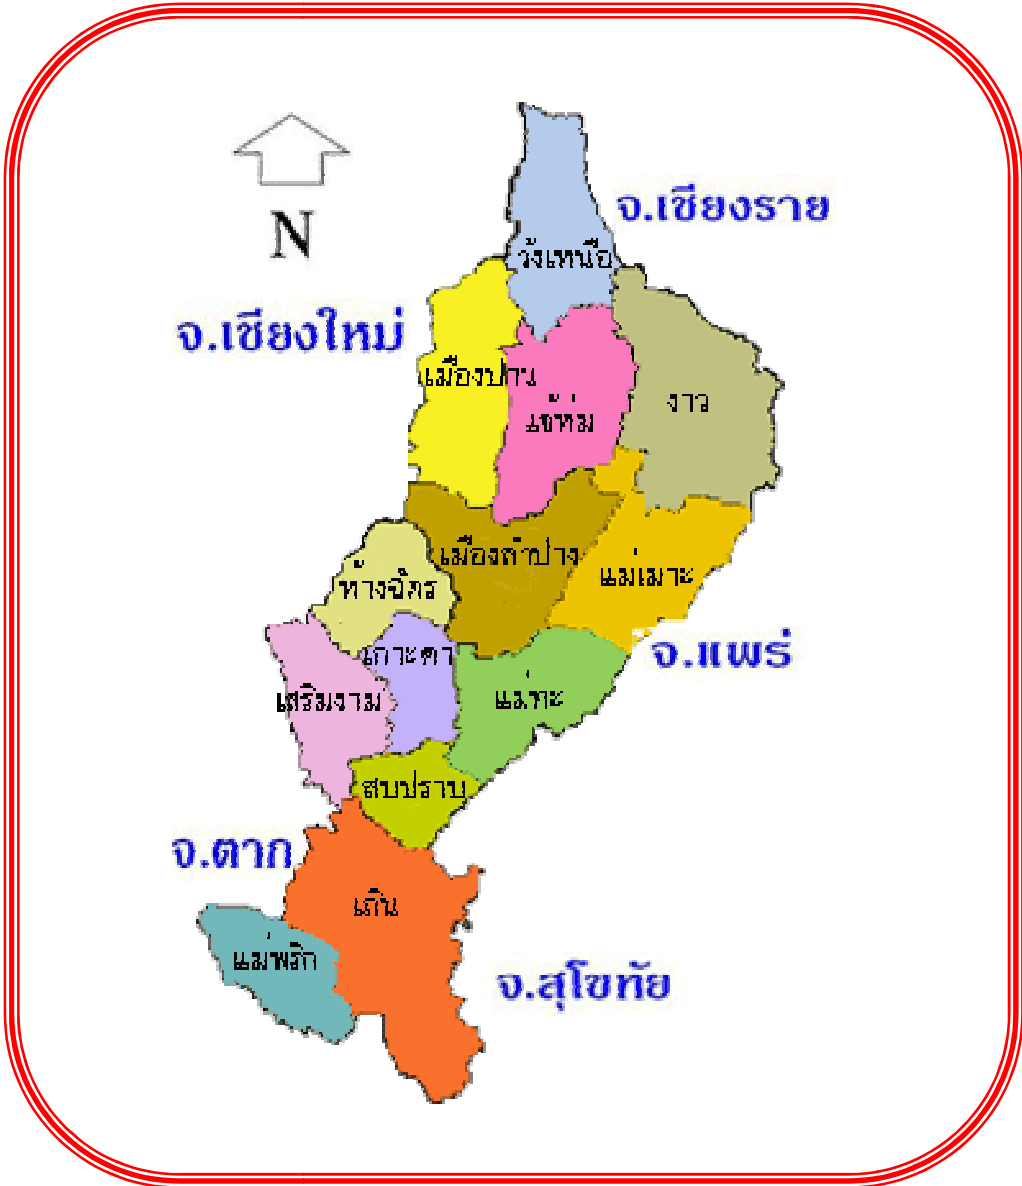 จ.เชียงราย
N
วังเหนือ
จ.เชียงใหม่
เมืองปาน
แจ้ห่ม
งาว
เมืองลำปาง
แม่เมาะ
ห้างฉัตร
เกาะคา
จ.แพร่
เสริมงาม
แม่ทะ
สบปราบ
จ.ตาก
เถิน
แม่พริก
จ.สุโขทัย